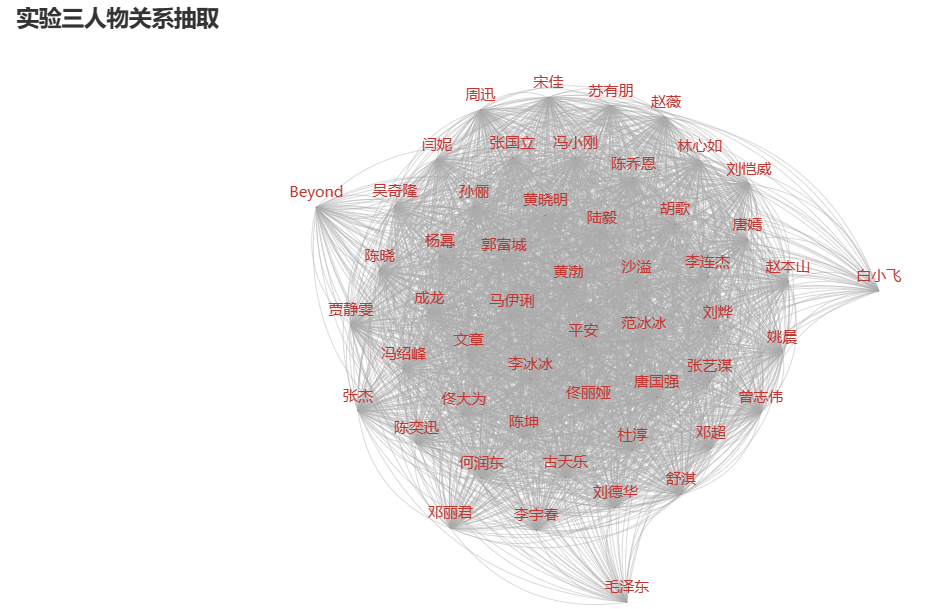 实验三人物关系抽取
宋佳
苏有朋
周迅
赵薇
闫妮
张国立
冯小刚
林心如
陈乔恩
刘恺威
Beyond
吴奇隆
孙俪
黄晓明
陆毅
胡歌
唐嫣
杨幂
郭富城
陈晓
黄渤
沙溢
李连杰
赵本山
白小飞
成龙
马伊琍
贾静雯
刘烨
平安
范冰冰
姚晨
文章
冯绍峰
李冰冰
张艺谋
唐国强
张杰
佟大为
佟丽娅
曾志伟
陈奕迅
陈坤
杜淳
邓超
何润东
古天乐
舒淇
刘德华
邓丽君
李宇春
毛泽东